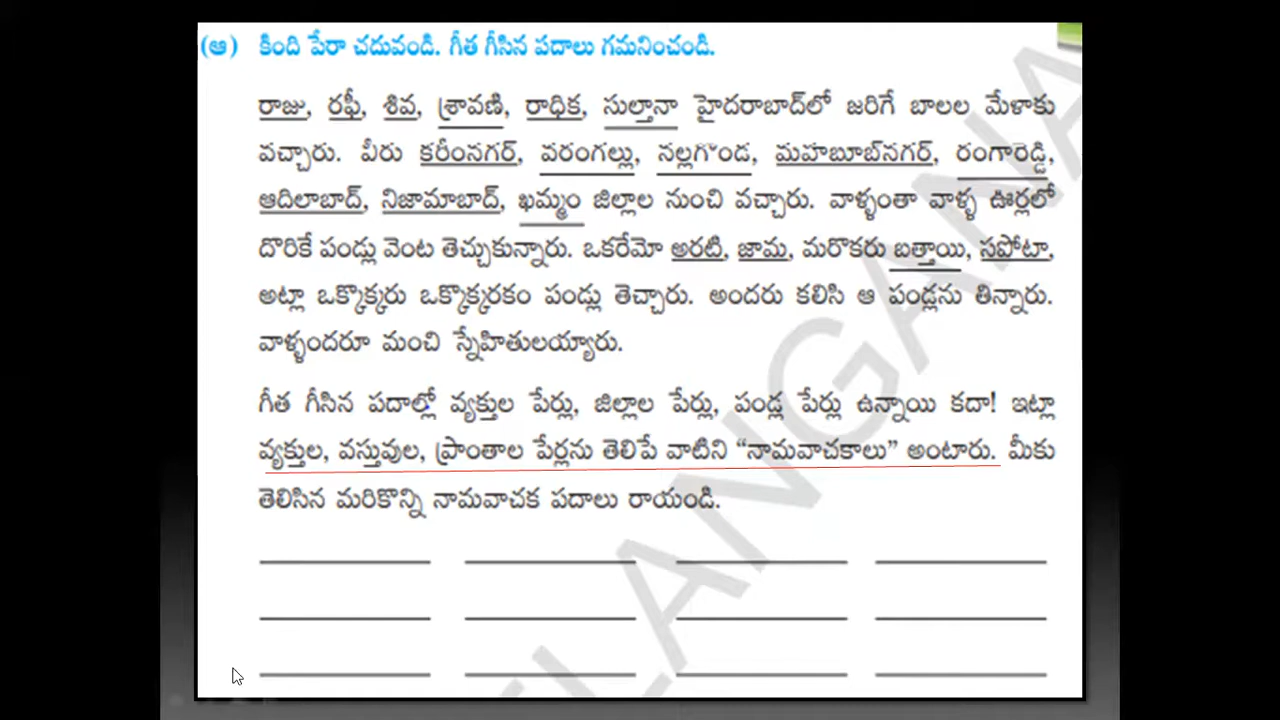 (ఆ) కింది పేరా చదువండి. గీత గీసిన పదాలు గమనించండి.
రాజు, రఫీ, శివ, శ్రావణి, రాధిక, సుల్తానా హైదరాబాద్‌లో జరిగే బాలల మేళాకు
వచ్చారు. వీరు కరీంనగర్, వరంగల్లు, నల్లగొండ, మహబూబ్‌నగర్, రంగారెడ్డి,
ఆదిలాబాద్, నిజామాబాద్, ఖమ్మం జిల్లాల నుంచి వచ్చారు. వాళ్ళంతా వాళ్ళ ఊర్లలో
దొరికే పండ్లు వెంట తెచ్చుకున్నారు. ఒకరేమో అరటి, జామ, మరొకరు బత్తాయి, సపోటా,
అట్లా ఒక్కొక్కరు ఒక్కొక్కరకం పండ్లు తెచ్చారు. అందరు కలిసి ఆ పండ్లను తిన్నారు.
వాళ్ళందరూ మంచి స్నేహితులయ్యారు.
గీత గీసిన పదాల్లో వ్యక్తుల పేర్లు, జిల్లాల పేర్లు, పండ్ల పేర్లు ఉన్నాయి కదా! ఇట్లా
వ్యక్తుల, వస్తువుల, ప్రాంతాల పేర్లను తెలిపే వాటిని “నామవాచకాలు” అంటారు. మీకు
తెలిసిన మరికొన్ని నామవాచక పదాలు రాయండి.
ELANGANA